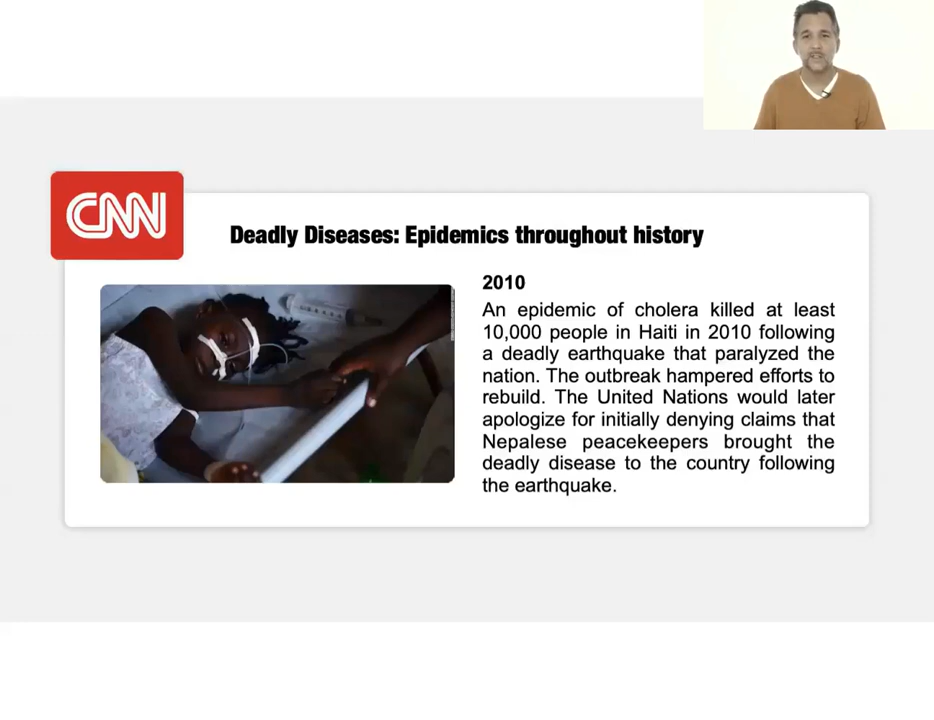 CNN
Deadly Diseases: Epidemics throughout history
2010
An epidemic of cholera killed at least
10,000 people in Haiti in 2010 following
a deadly earthquake that paralyzed the
nation. The outbreak hampered efforts to
rebuild. The United Nations would later
apologize for initially denying claims that
Nepalese peacekeepers brought the
deadly disease to the country following
the earthquake.